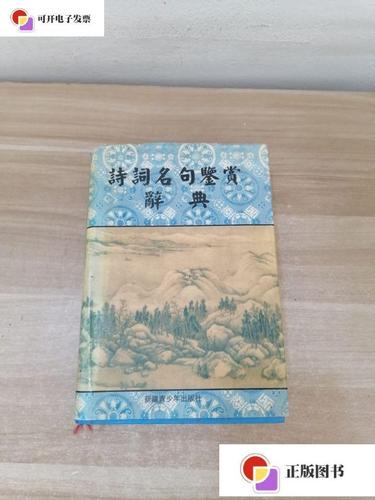 可开电子发票
詩詞名句鑒赏
辭典
新疆青少年出版社
正版图书